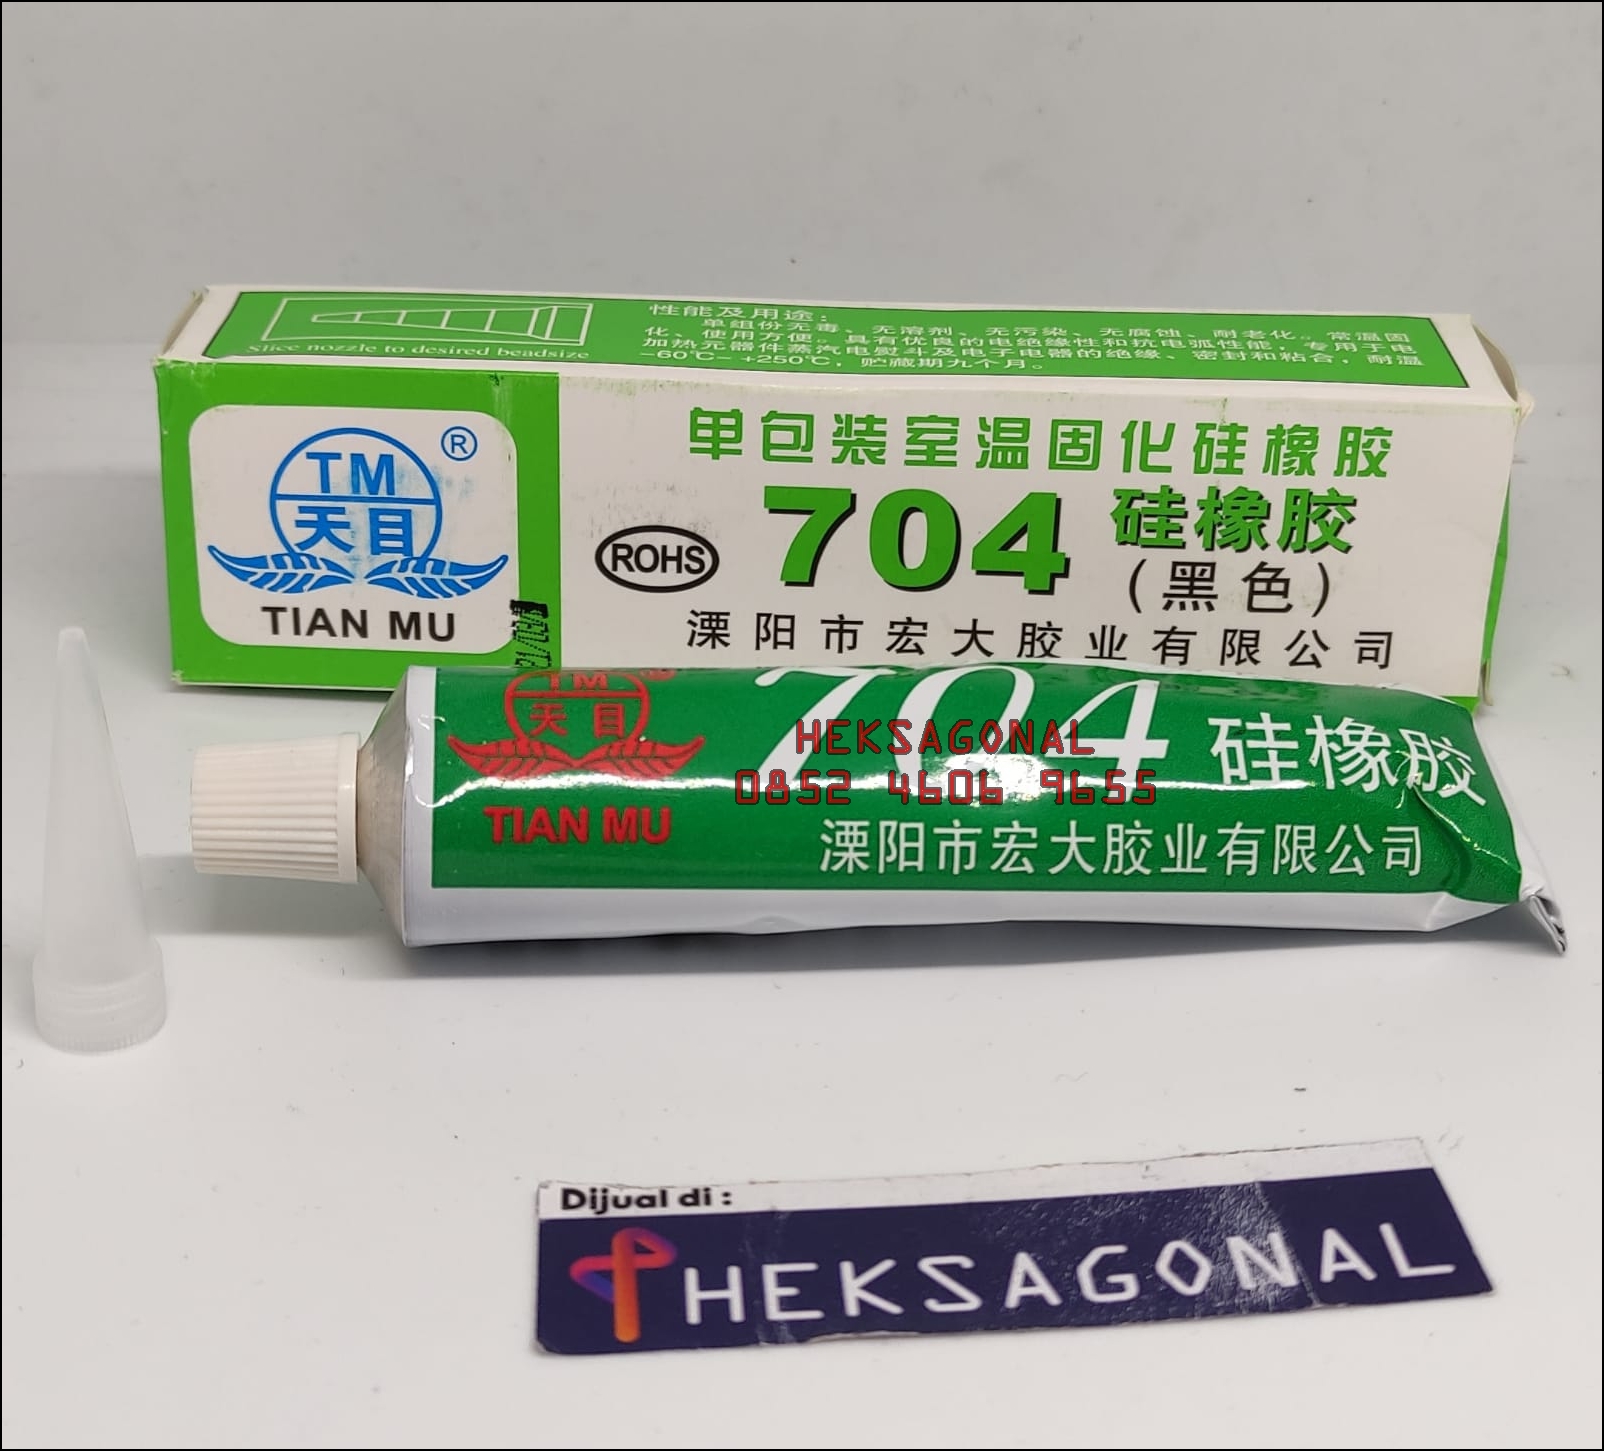 Slice nozzle to desired beadsize
性能及用途：
单组份无毒、无溶剂、无污染、无腐蚀、耐老化。常温固
化、使用方便。具有优良的电绝缘性和抗电弧性能，专用于电
加热元器件蒸汽电熨斗及电子电器的绝缘、密封和粘合，耐温
-60℃- +250℃，贮藏期九个月。
TM
天目
®
TIAN MU
单包装室温固化硅橡胶
ROHS
704 硅橡胶
(黑色)
溧阳市宏大胶业有限公司
TM
天目
TIAN MU
704 硅橡胶
溧阳市宏大胶业有限公司
HEKSAGONAL
0852 4606 9655
Dijual di :
HEKSAGONAL